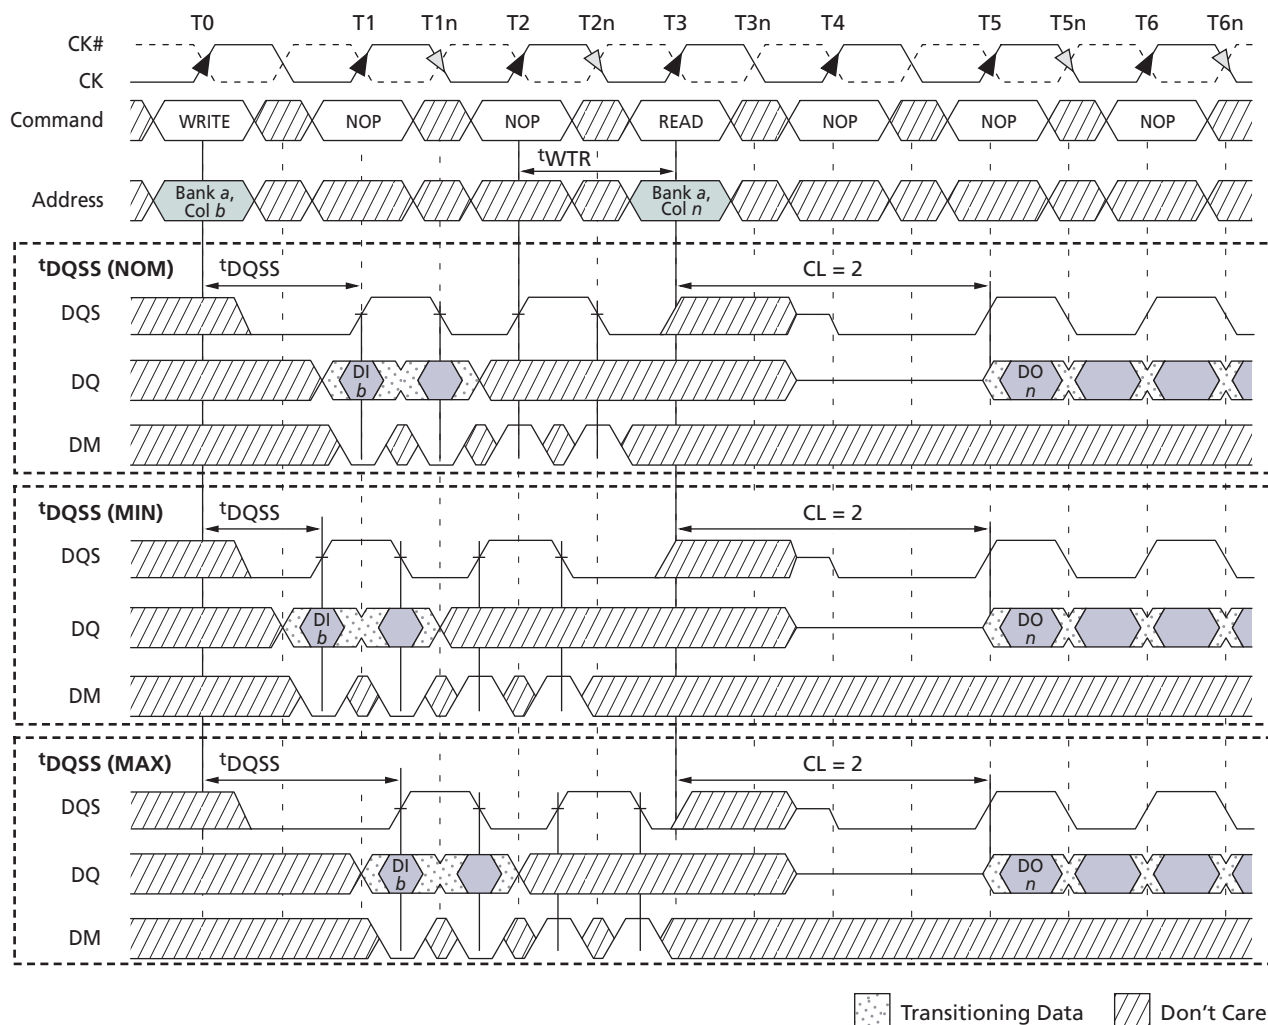 T0 T1 T1n T2 T2n T3 T3n T4 T5 T5n T6 T6n
CK#
CK
Command WRITE NOP NOP READ NOP NOP NOP
tWTR
Address Bank a, Col b Bank a, Col n
tDQSS (NOM) tDQSS CL = 2
DQS
DQ DI b DO n
DM
tDQSS (MIN) tDQSS CL = 2
DQS
DQ DI b DO n
DM
tDQSS (MAX) tDQSS CL = 2
DQS
DQ DI b DO n
DM
Transitioning Data Don't Care